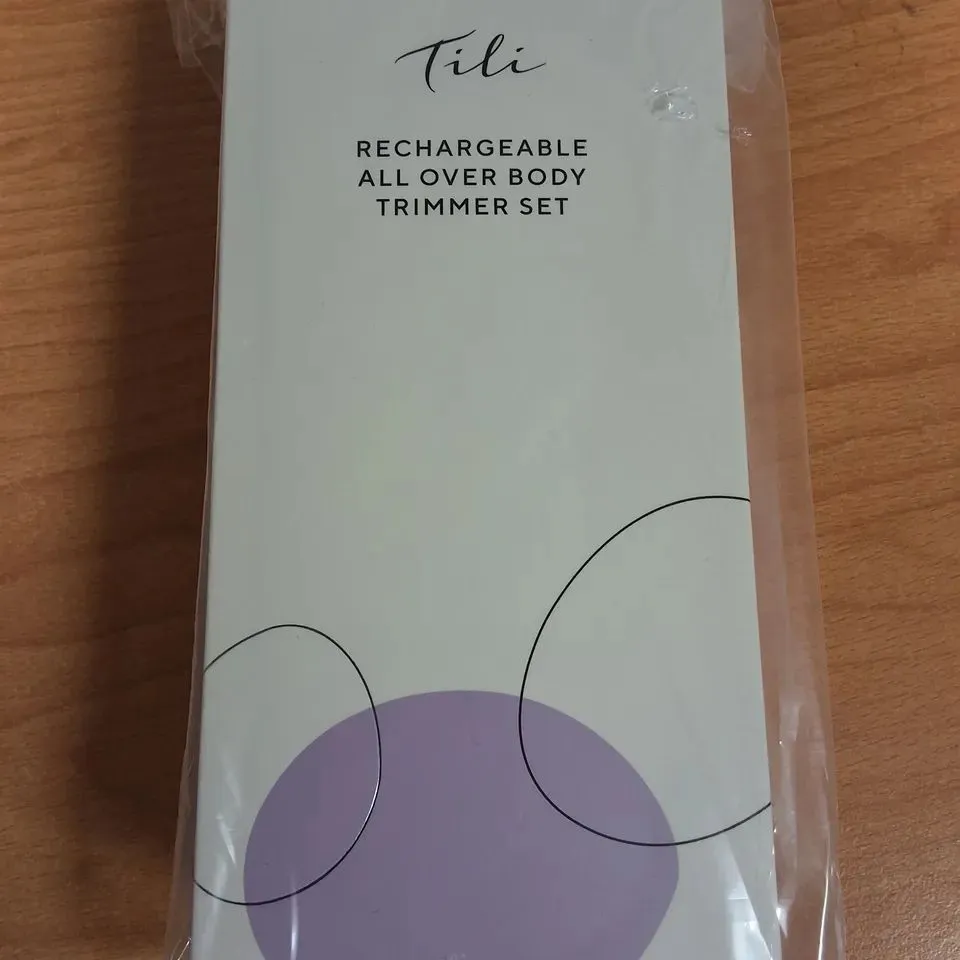 Tili
RECHARGEABLE
ALL OVER BODY
TRIMMER SET